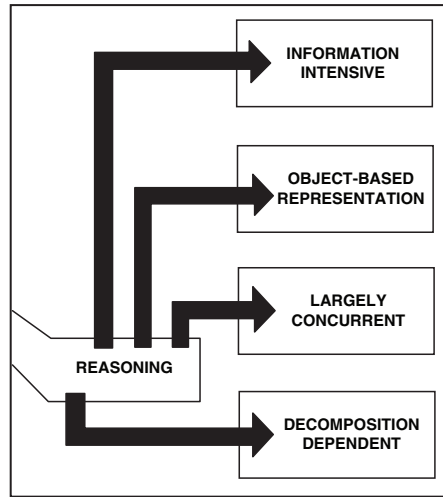 INFORMATION
INTENSIVE
OBJECT-BASED
REPRESENTATION
LARGELY
CONCURRENT
REASONING
DECOMPOSITION
DEPENDENT